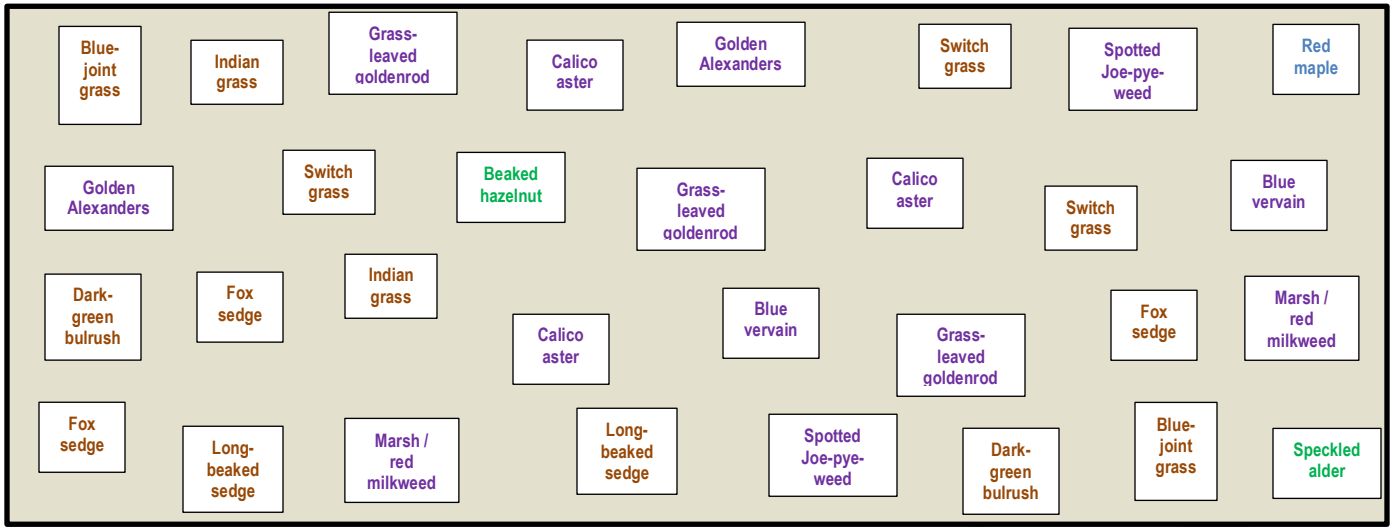 Blue-
joint
grass
Indian
grass
Grass-
leaved
goldenrod
Calico
aster
Golden
Alexanders
Switch
grass
Spotted
Joe-pye-
weed
Red
maple
Golden
Alexanders
Switch
grass
Beaked
hazelnut
Grass-
leaved
goldenrod
Calico
aster
Switch
grass
Blue
vervain
Dark-
green
bulrush
Fox
sedge
Indian
grass
Calico
aster
Blue
vervain
Grass-
leaved
goldenrod
Fox
sedge
Marsh /
red
milkweed
Fox
sedge
Long-
beaked
sedge
Marsh /
red
milkweed
Long-
beaked
sedge
Spotted
Joe-pye-
weed
Dark-
green
bulrush
Blue-
joint
grass
Speckled
alder